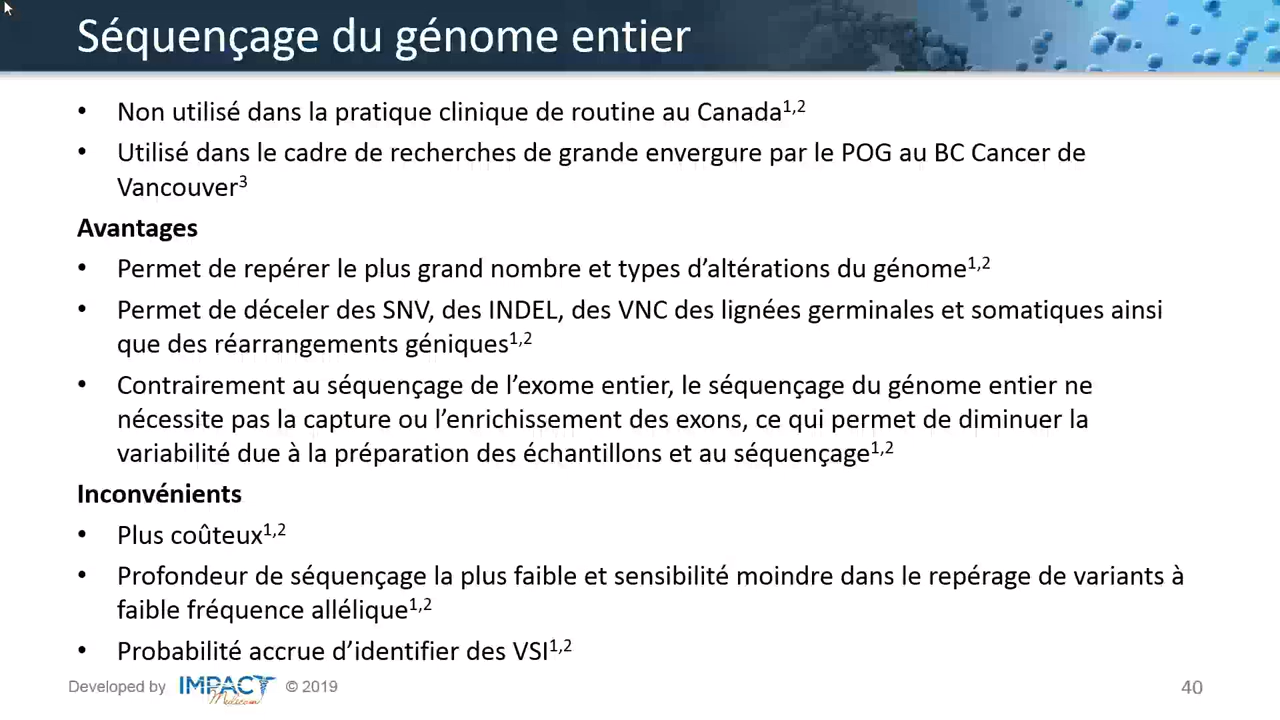 Séquençage du génome entier
• Non utilisé dans la pratique clinique de routine au Canada1,2
• Utilisé dans le cadre de recherches de grande envergure par le POG au BC Cancer de
Vancouver3
Avantages
• Permet de repérer le plus grand nombre et types d’altérations du génome1,2
• Permet de déceler des SNV, des INDEL, des VNC des lignées germinales et somatiques ainsi
que des réarrangements géniques1,2
• Contrairement au séquençage de l’exome entier, le séquençage du génome entier ne
nécessite pas la capture ou l’enrichissement des exons, ce qui permet de diminuer la
variabilité due à la préparation des échantillons et au séquençage1,2
Inconvénients
• Plus coûteux1,2
• Profondeur de séquençage la plus faible et sensibilité moindre dans le repérage de variants à
faible fréquence allélique1,2
• Probabilité accrue d’identifier des VSI1,2
Developed by IMPACT Medicom © 2019
40